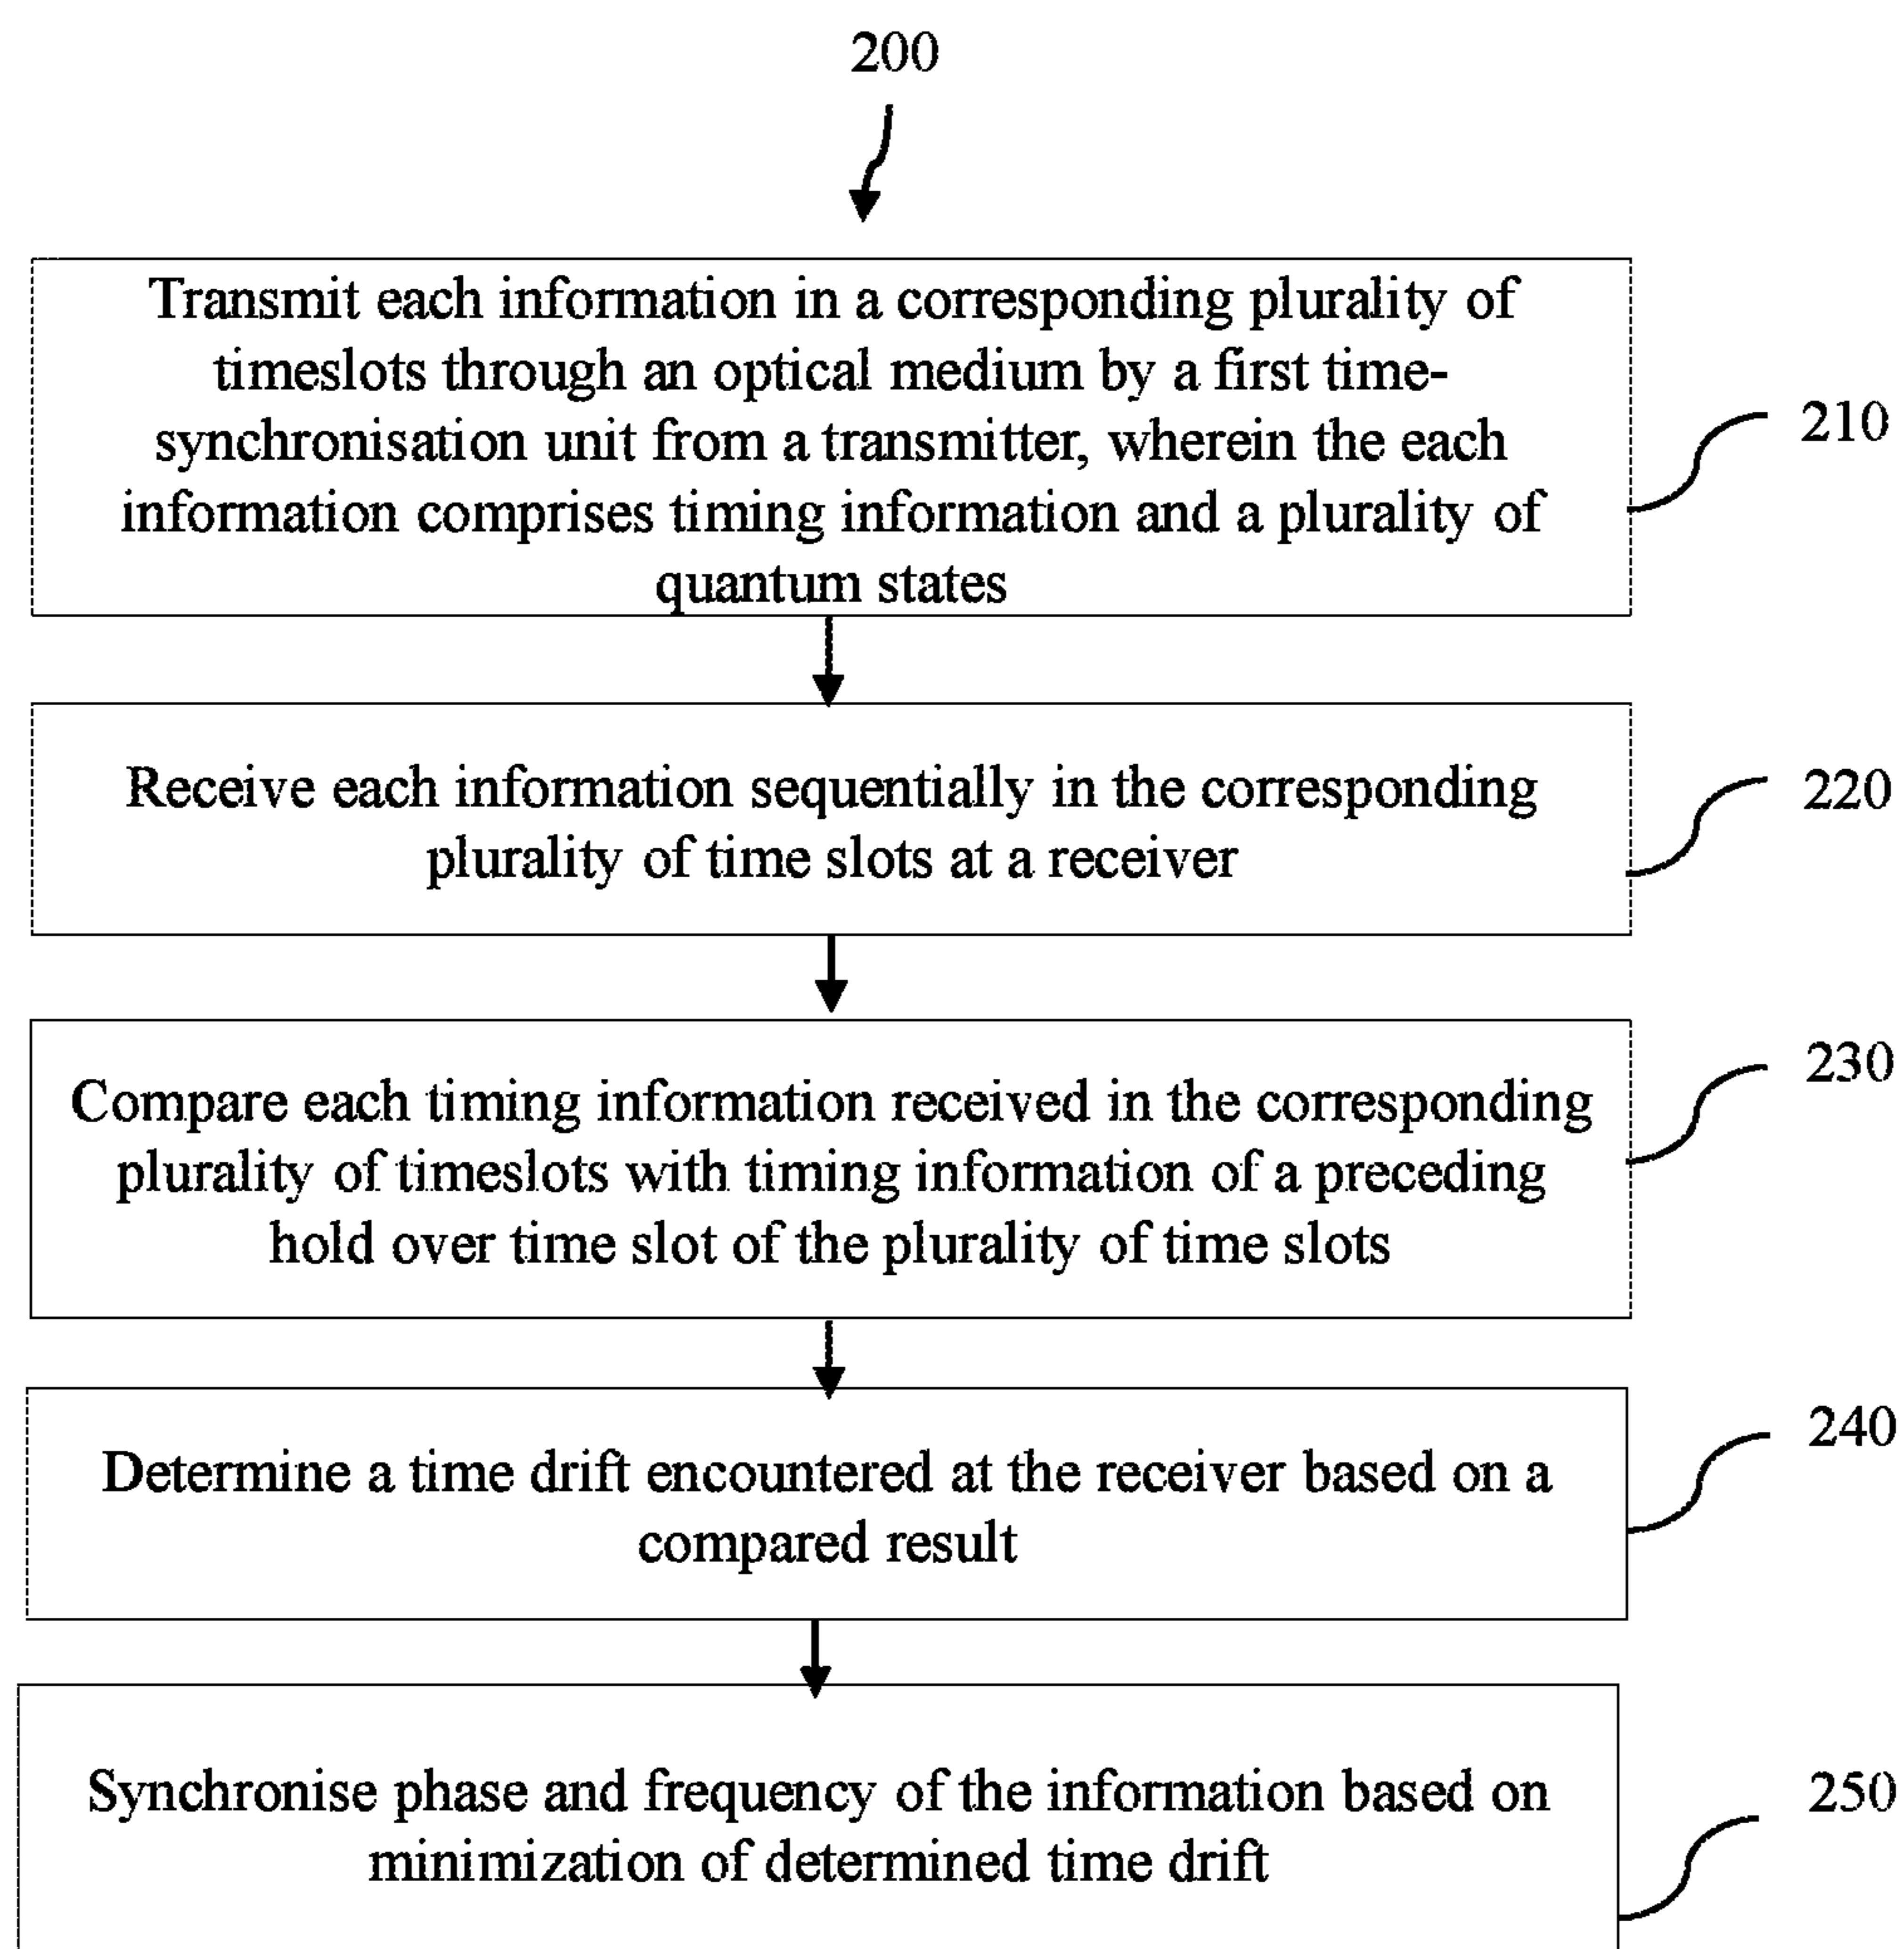 200
Transmit each information in a corresponding plurality of
timeslots through an optical medium by a first time-
synchronisation unit from a transmitter, wherein the each
information comprises timing information and a plurality of
quantum states
210
Receive each information sequentially in the corresponding
plurality of time slots at a receiver
220
Compare each timing information received in the corresponding
plurality of timeslots with timing information of a preceding
hold over time slot of the plurality of time slots
230
Determine a time drift encountered at the receiver based on a
compared result
240
Synchronise phase and frequency of the information based on
minimization of determined time drift
250